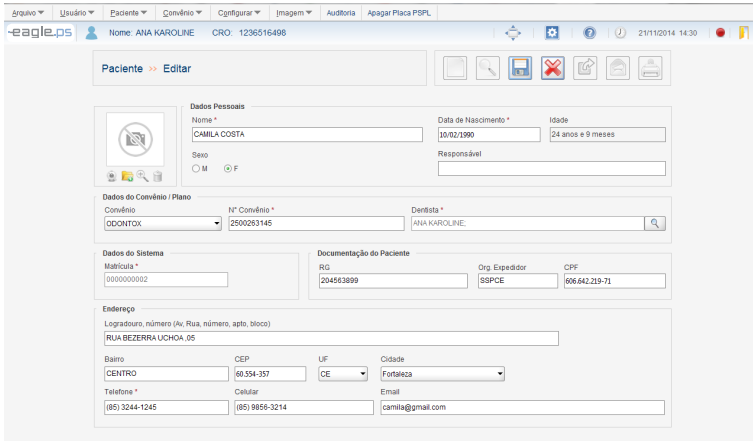 Arquivo Usuário Paciente Convênio Configurar Imagem Auditoria Apagar Placa PSPL
eagle.ps Nome: ANA KAROLINE CRO: 1236516498 21/11/2014 14:30
Paciente >> Editar
Dados Pessoais
Nome * Data de Nascimento * Idade
CAMILA COSTA 10/02/1990 24 anos e 9 meses
Sexo Responsável
M F
Dados do Convênio / Plano
Convênio N° Convênio * Dentista *
ODONTOX 2500263145 ANA KAROLINE;
Dados do Sistema Documentação do Paciente
Matrícula * RG Org. Expedidor CPF
0000000002 204563899 SSPCE 606.642.219-71
Endereço
Logradouro, número (Av, Rua, número, apto, bloco)
RUA BEZERRA UCHOA ,05
Bairro CEP UF Cidade
CENTRO 60.554-357 CE Fortaleza
Telefone * Celular Email
(85) 3244-1245 (85) 9856-3214 camila@gmail.com